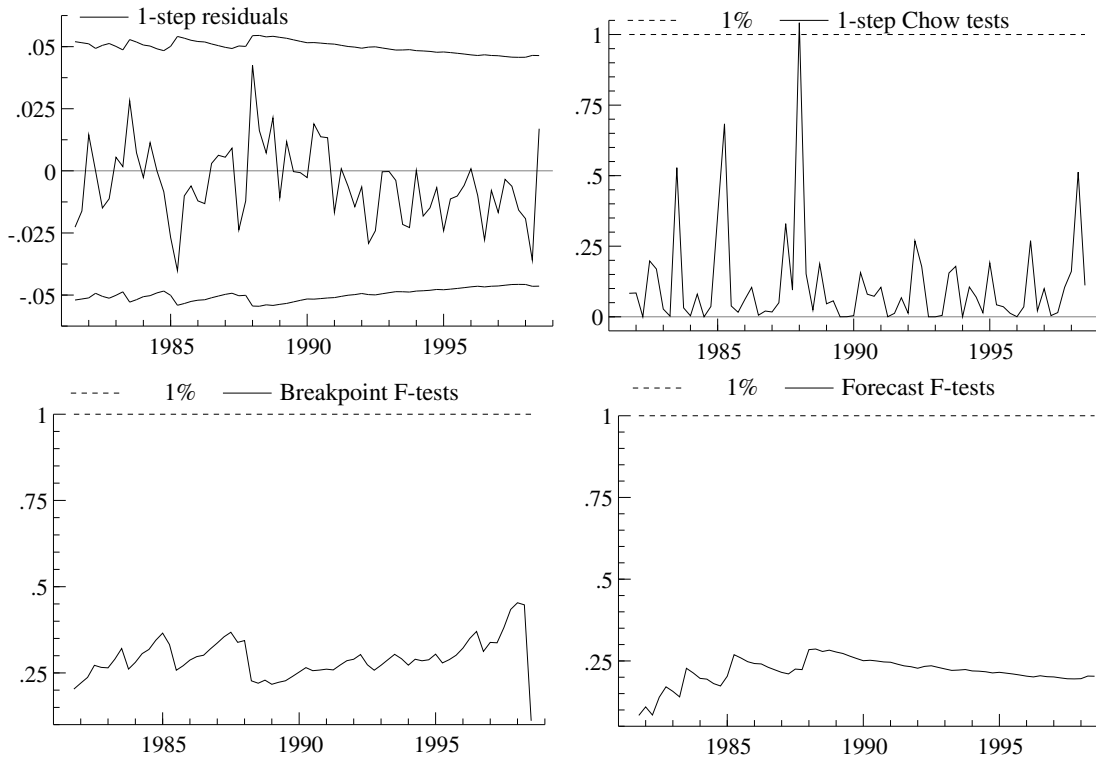 1-step residuals
.05
.025
0
-.025
-.05
1985 1990 1995
1% 1-step Chow tests
1
.75
.5
.25
0
1985 1990 1995
1% Breakpoint F-tests
1
.75
.5
.25
1985 1990 1995
1% Forecast F-tests
1
.75
.5
.25
1985 1990 1995